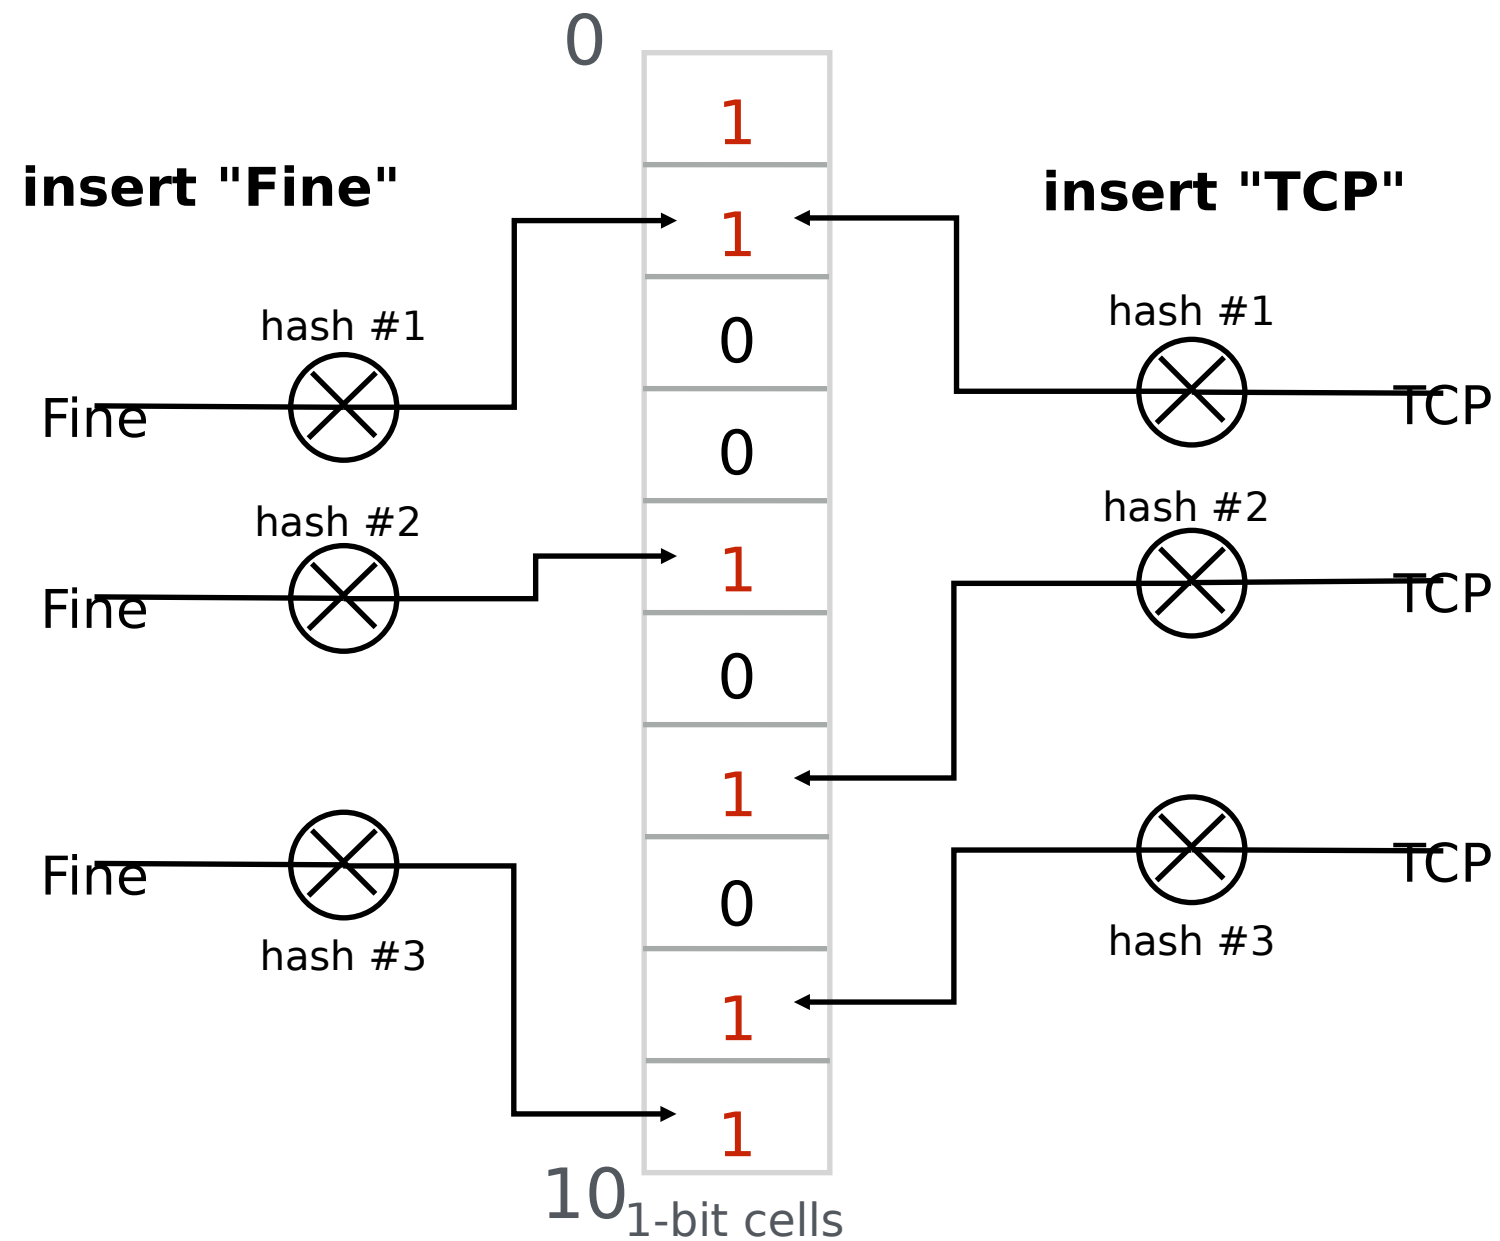 0
insert "Fine"
hash #1
Fine
hash #2
Fine
Fine
hash #3
1
1
0
0
1
0
1
0
1
1
10
1-bit cells
insert "TCP"
hash #1
TCP
hash #2
TCP
TCP
hash #3